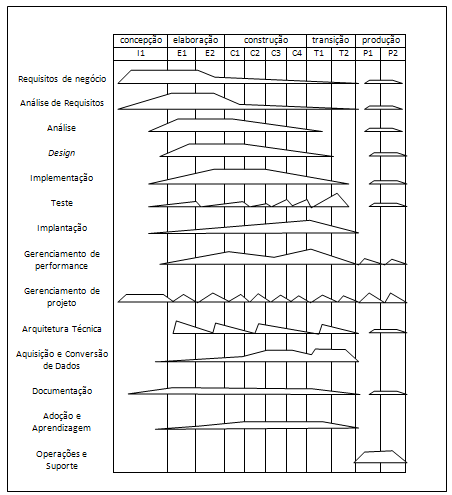 concepção elaboração construção transição produção
I1 E1 E2 C1 C2 C3 C4 T1 T2 P1 P2
Requisitos de negócio
Análise de Requisitos
Análise
Design
Implementação
Teste
Implantação
Gerenciamento de
performance
Gerenciamento de
projeto
Arquitetura Técnica
Aquisição e Conversão
de Dados
Documentação
Adoção e
Aprendizagem
Operações e
Suporte